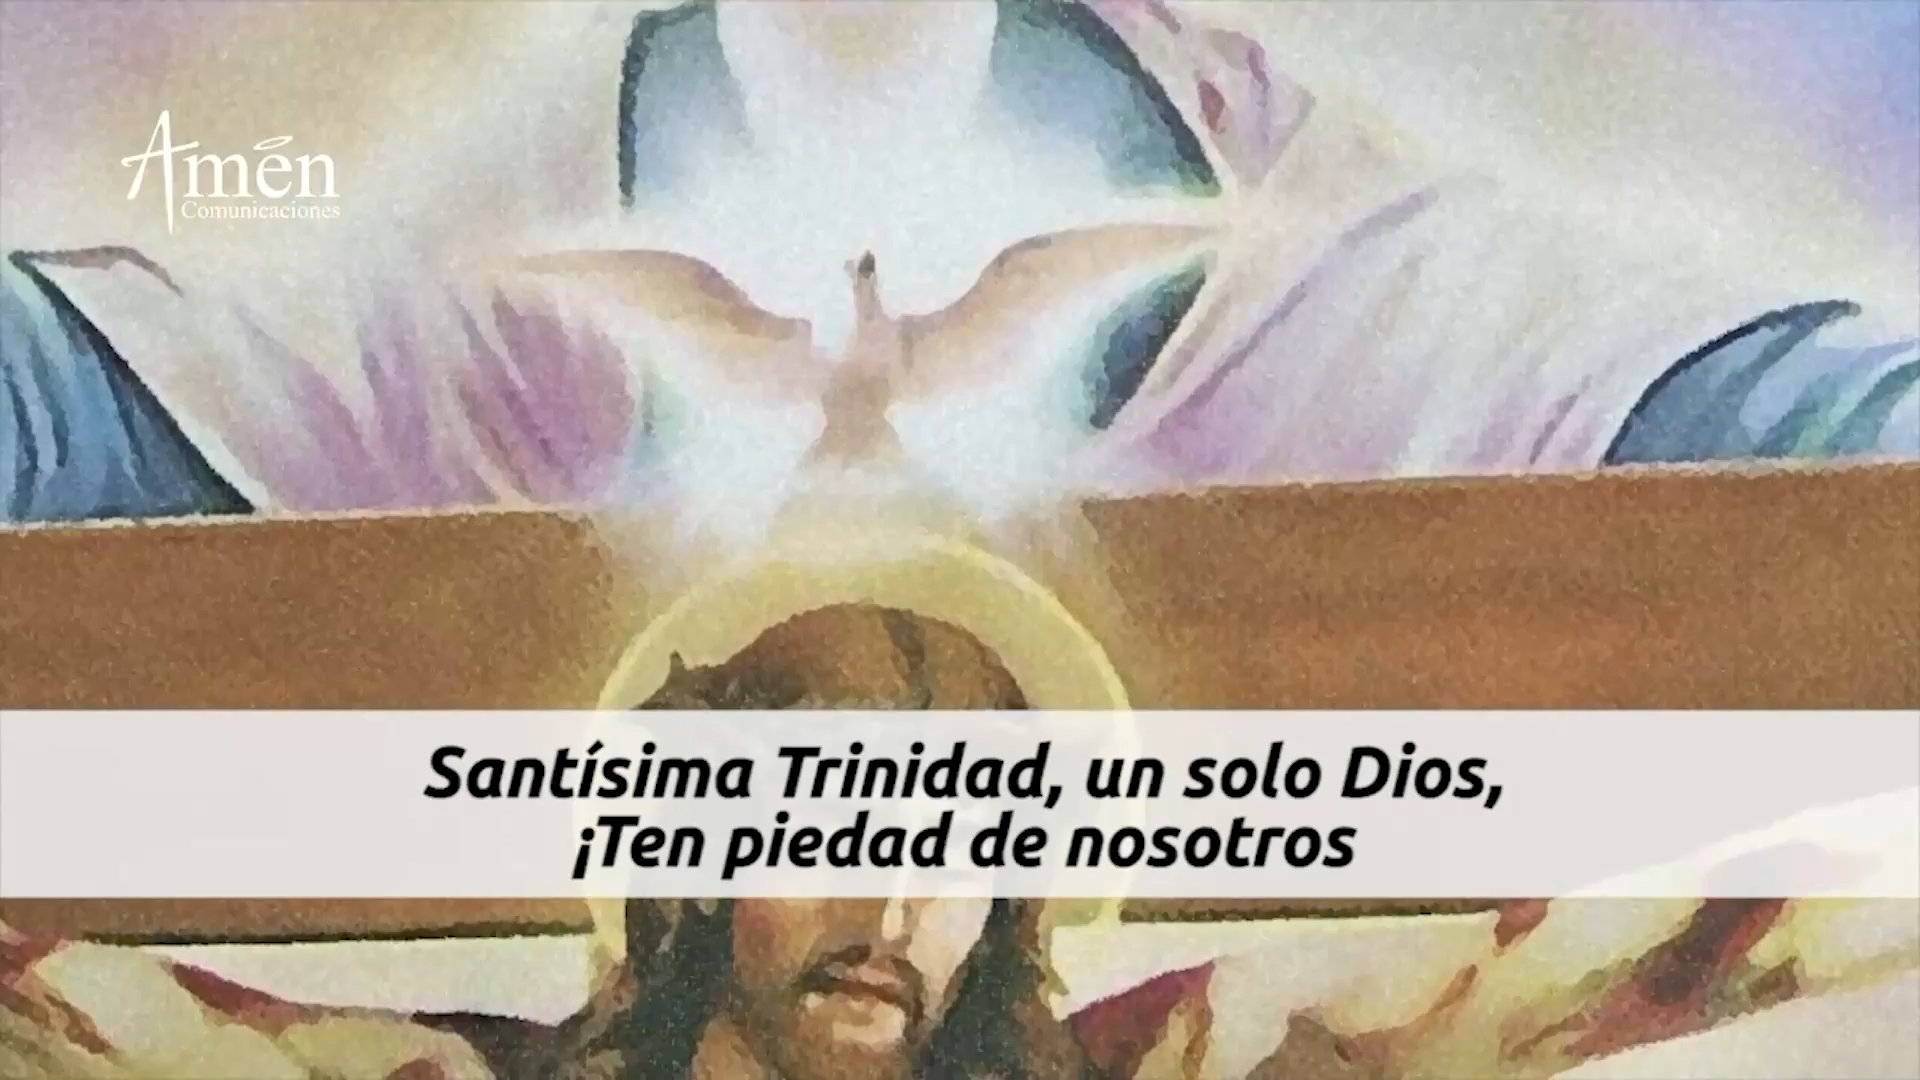 Amén
Comunicaciones
Santísima Trinidad, un solo Dios,
¡Ten piedad de nosotros